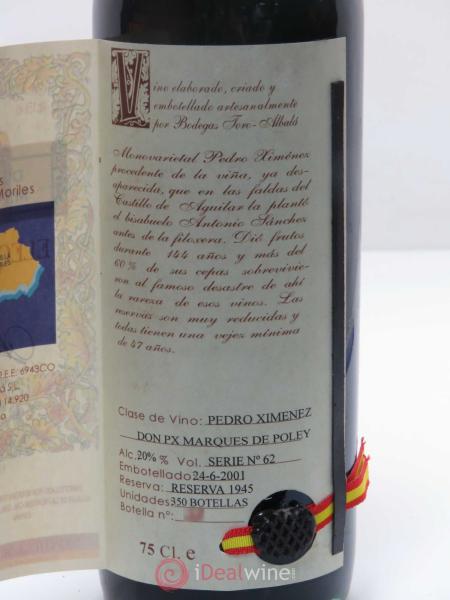 Vino elaborado, criado y
embotellado artesanalmente
por Bodegas Toro-Albalá
Monovarietal Pedro Ximénez
procedente de la viña, ya des-
aparecida, que en las faldas del
Castillo de Aguilar la plantó
el bisabuelo Antonio Sánchez
antes de la filoxera. Dió frutos
durante 144 años y más del
60% de sus cepas sobrevivie-
ron al famoso desastre de ahí
la rareza de esos vinos. Las
reservas son muy reducidas y
todas tienen una vejez mínima
de 47 años.
Clase de Vino: PEDRO XIMENEZ
DON PX MARQUES DE POLEY
Alc. 20% % Vol. SERIE Nº 62
Embotellado 24-6-2001
Reserva: RESERVA 1945
Unidades: 350 BOTELLAS
Botella nº:
75 Cl. e
Moriles
R.E.E. 6943CO
S.L.
14.920
iDealwine